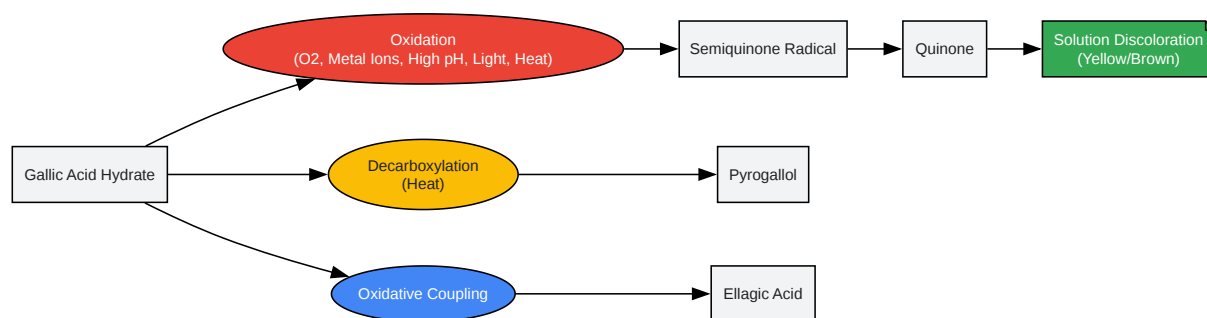 Oxidation
(O2, Metal Ions, High pH, Light, Heat)
Semiquinone Radical
Quinone
Solution Discoloration
(Yellow/Brown)
Gallic Acid Hydrate
Decarboxylation
(Heat)
Pyrogallol
Oxidative Coupling
Ellagic Acid